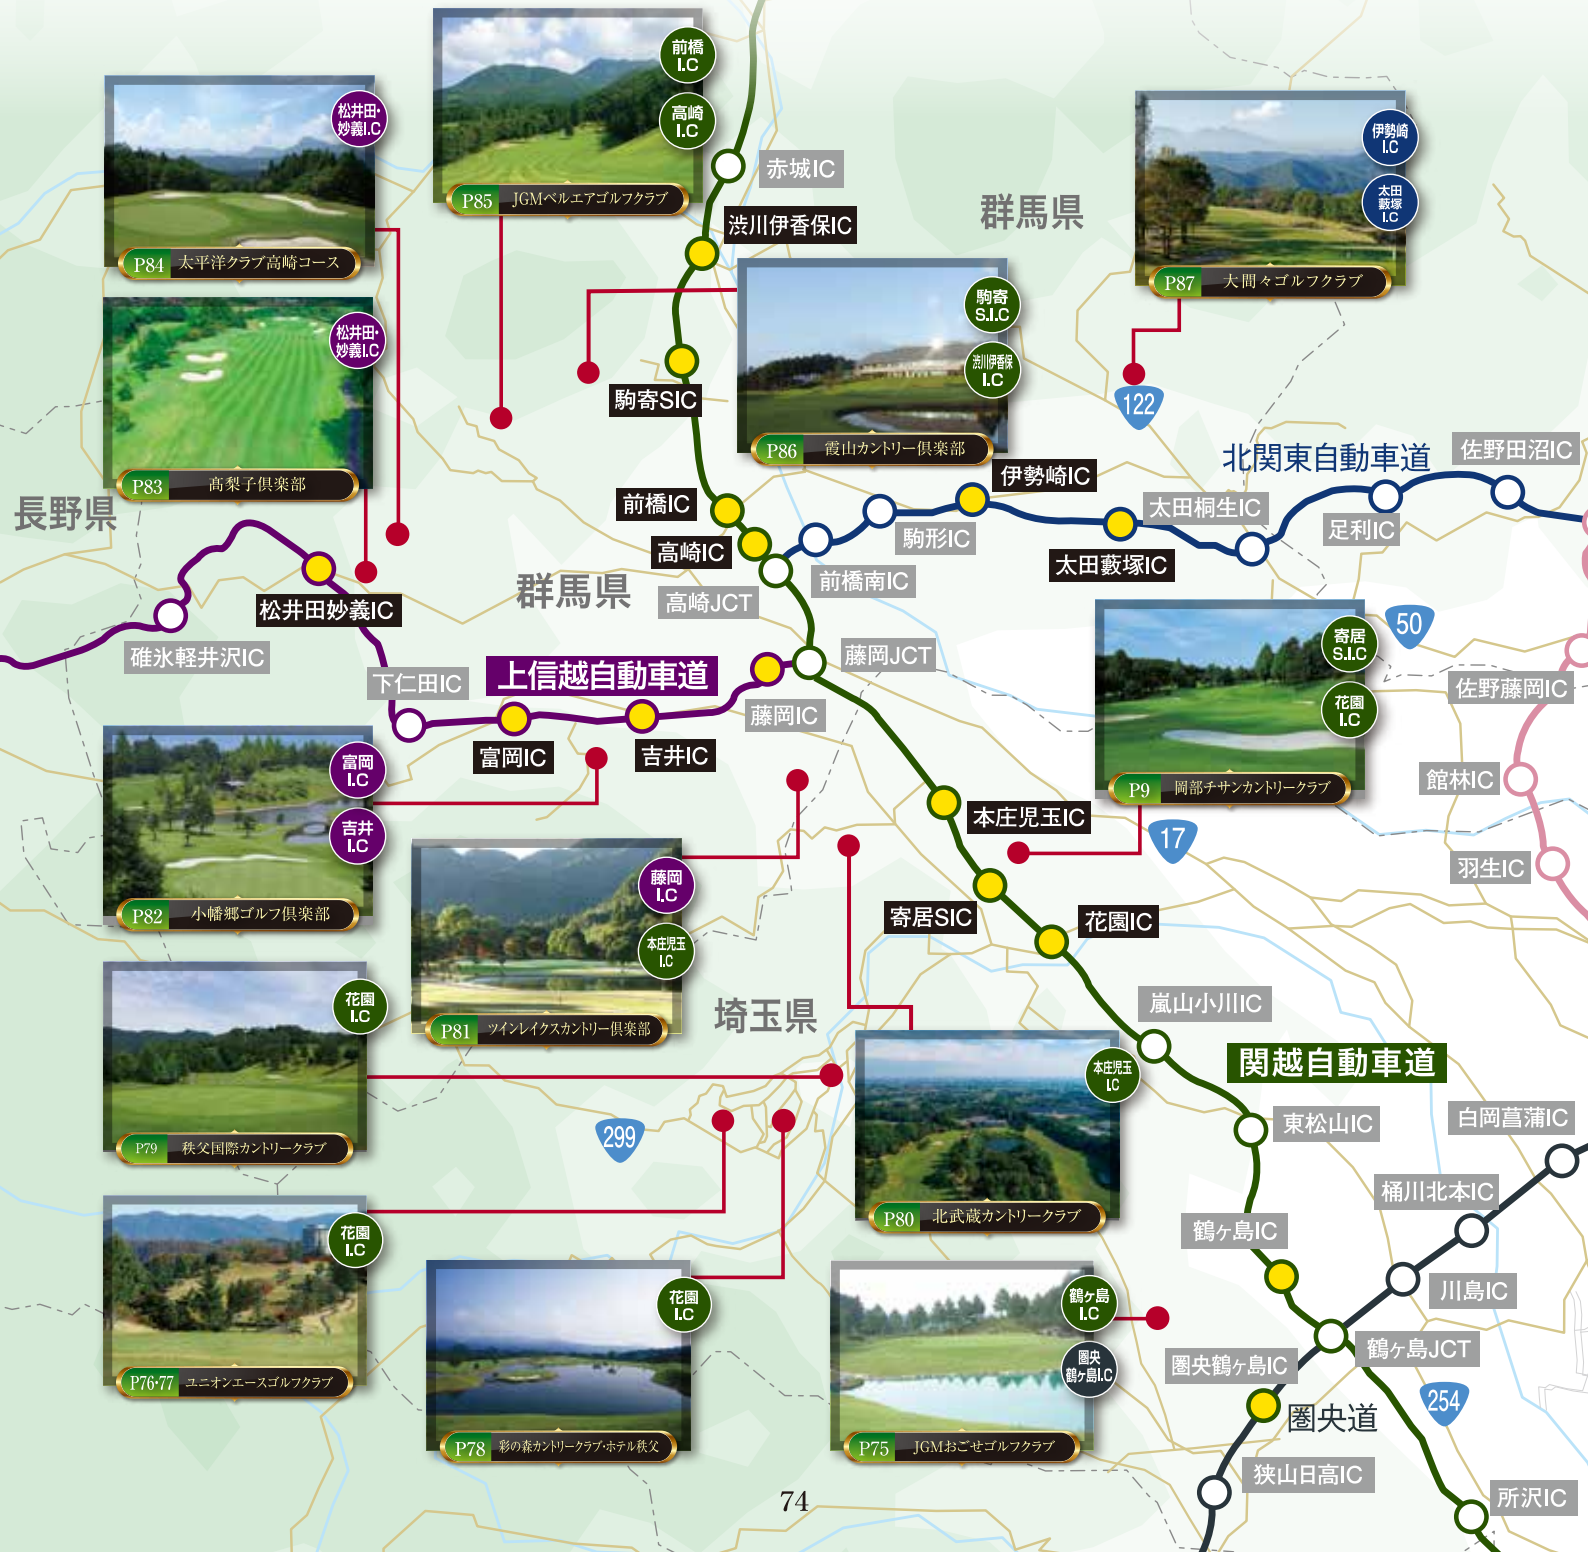 前橋
I.C
高崎
I.C
P85 JGMベルエアゴルフクラブ
松井田・
妙義I.C
P84 太平洋クラブ高崎コース
松井田・
妙義I.C
P83 髙梨子倶楽部
赤城IC
渋川伊香保IC
群馬県
伊勢崎
I.C
太田
藪塚
I.C
P87 大間々ゴルフクラブ
駒寄
S.I.C
渋川伊香保
I.C
P86 霞山カントリー倶楽部
駒寄SIC
122
北関東自動車道
佐野田沼IC
長野県
前橋IC
高崎IC
高崎JCT
伊勢崎IC
駒形IC
前橋南IC
太田桐生IC
太田藪塚IC
足利IC
松井田妙義IC
碓氷軽井沢IC
群馬県
下仁田IC
上信越自動車道
藤岡JCT
藤岡IC
富岡IC
吉井IC
寄居
S.I.C
花園
I.C
P9 岡部チサンカントリークラブ
50
佐野藤岡IC
館林IC
羽生IC
富岡
I.C
吉井
I.C
P82 小幡郷ゴルフ倶楽部
本庄児玉IC
17
藤岡
I.C
本庄児玉
I.C
P81 ツインレイクスカントリー倶楽部
寄居SIC
花園IC
埼玉県
花園
I.C
P79 秩父国際カントリークラブ
299
嵐山小川IC
関越自動車道
本庄児玉
I.C
P80 北武蔵カントリークラブ
東松山IC
白岡菖蒲IC
桶川北本IC
鶴ヶ島IC
川島IC
花園
I.C
P76・77 ユニオンエースゴルフクラブ
花園
I.C
P78 彩の森カントリークラブ・ホテル秩父
鶴ヶ島
I.C
圏央
鶴ヶ島I.C
P75 JGMおごせゴルフクラブ
圏央鶴ヶ島IC
鶴ヶ島JCT
254
圏央道
狭山日高IC
所沢IC
74